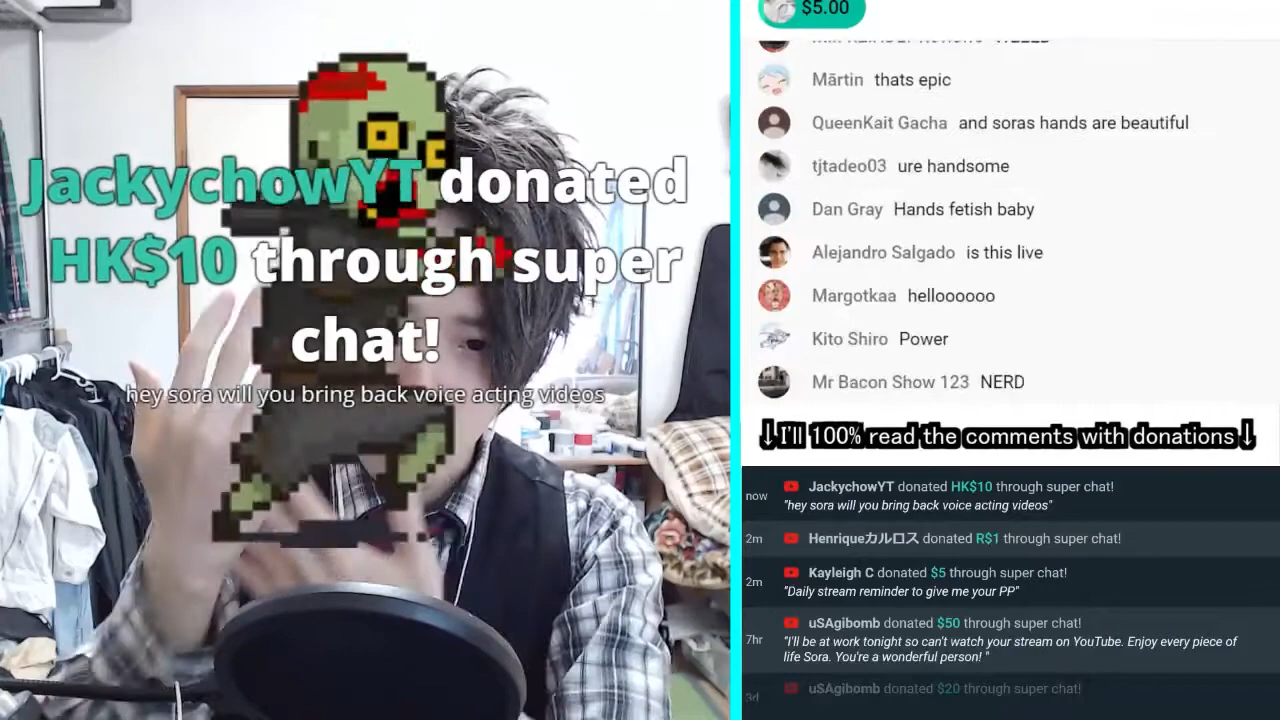 JackychowYT donated
HK$10 through super
chat!
hey sora will you bring back voice acting videos
$5.00
Mārtin thats epic
QueenKait Gacha and soras hands are beautiful
tjtadeo03 ure handsome
Dan Gray Hands fetish baby
Alejandro Salgado is this live
Margotkaa helloooooo
Kito Shiro Power
Mr Bacon Show 123 NERD
↓I'll 100% read the comments with donations↓
now JackychowYT donated HK$10 through super chat!
"hey sora will you bring back voice acting videos"
2m Henriqueカルロス donated R$1 through super chat!
2m Kayleigh C donated $5 through super chat!
"Daily stream reminder to give me your PP"
7hr uSAgibomb donated $50 through super chat!
"I'll be at work tonight so can't watch your stream on YouTube. Enjoy every piece of
life Sora. You're a wonderful person! "
3d uSAgibomb donated $20 through super chat!